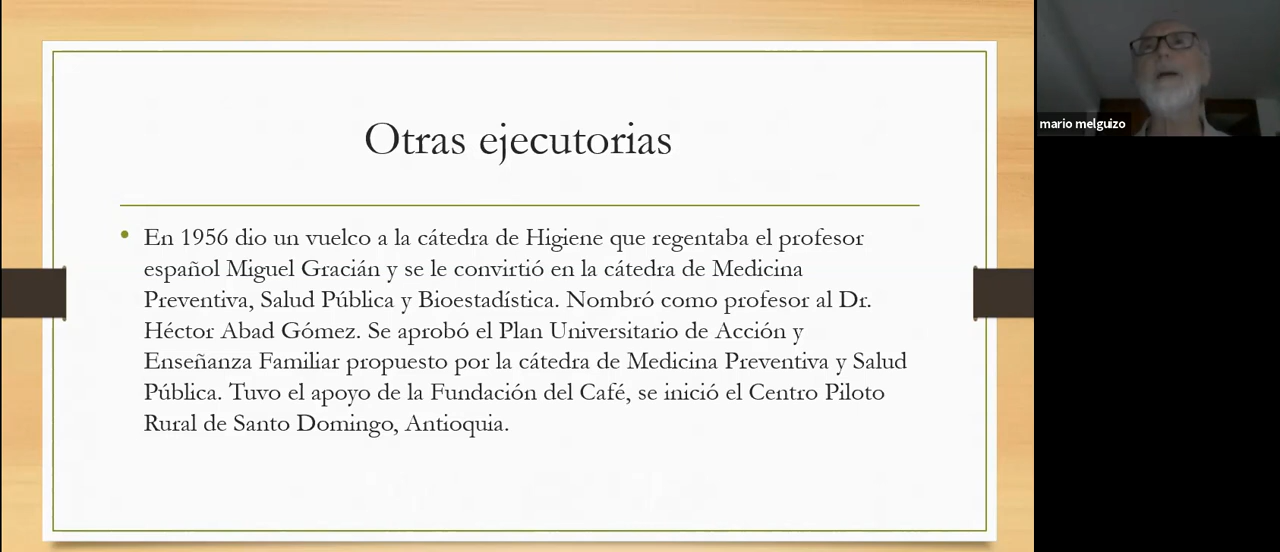 Otras ejecutorias
• En 1956 dio un vuelco a la cátedra de Higiene que regentaba el profesor
español Miguel Gracián y se le convirtió en la cátedra de Medicina
Preventiva, Salud Pública y Bioestadística. Nombró como profesor al Dr.
Héctor Abad Gómez. Se aprobó el Plan Universitario de Acción y
Enseñanza Familiar propuesto por la cátedra de Medicina Preventiva y Salud
Pública. Tuvo el apoyo de la Fundación del Café, se inició el Centro Piloto
Rural de Santo Domingo, Antioquia.
mario melguizo